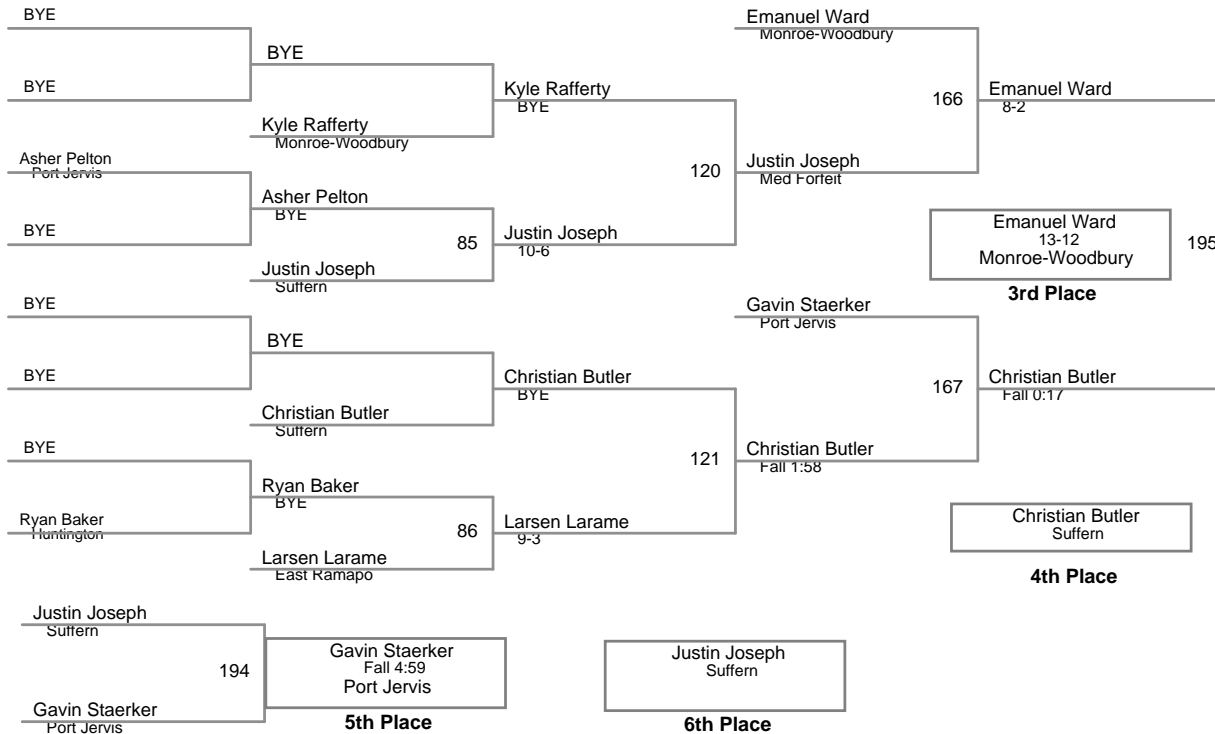 BYE
BYE
BYE
Kyle Rafferty
Monroe-Woodbury
Kyle Rafferty
BYE
Asher Pelton
Port Jervis
BYE
Asher Pelton
BYE
Justin Joseph
Suffern
85
Justin Joseph
10-6
120
Justin Joseph
Med Forfeit
Emanuel Ward
Monroe-Woodbury
166
Emanuel Ward
8-2
Emanuel Ward
13-12
Monroe-Woodbury
195
3rd Place
BYE
BYE
BYE
Christian Butler
Suffern
Christian Butler
BYE
BYE
Ryan Baker
Huntington
Ryan Baker
BYE
Larsen Larame
East Ramapo
86
Larsen Larame
9-3
121
Christian Butler
Fall 1:58
Gavin Staerker
Port Jervis
167
Christian Butler
Fall 0:17
Christian Butler
Suffern
4th Place
Justin Joseph
Suffern
194
Gavin Staerker
Port Jervis
Gavin Staerker
Fall 4:59
Port Jervis
5th Place
Justin Joseph
Suffern
6th Place